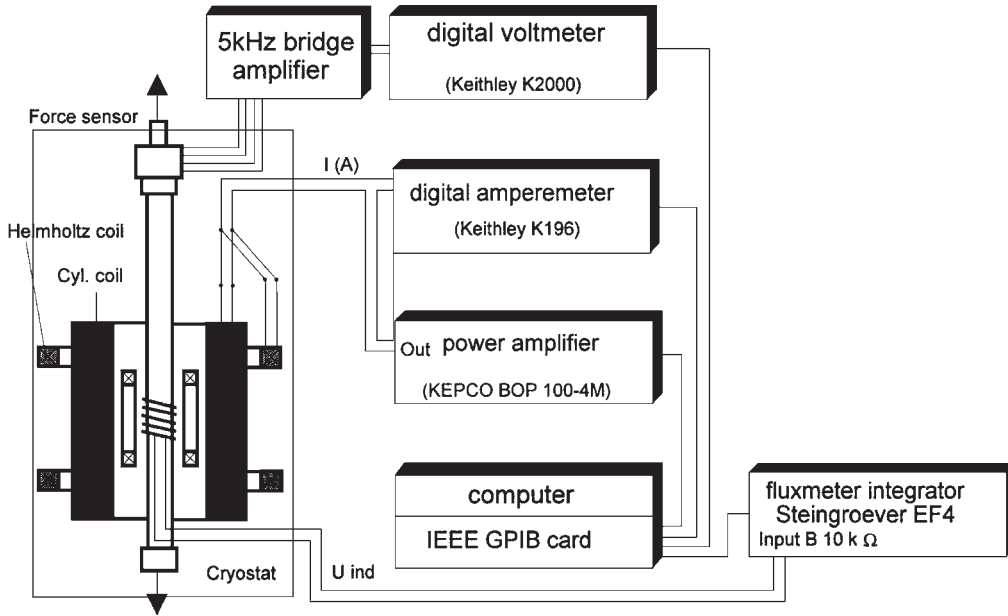 5kHz bridge
amplifier
digital voltmeter
(Keithley K2000)
Force sensor
I (A)
digital amperemeter
(Keithley K196)
Helmholtz coil
Cyl. coil
Out
power amplifier
(KEPCO BOP 100-4M)
computer
IEEE GPIB card
fluxmeter integrator
Steingroever EF4
Input B 10 k Ω
Cryostat
U ind